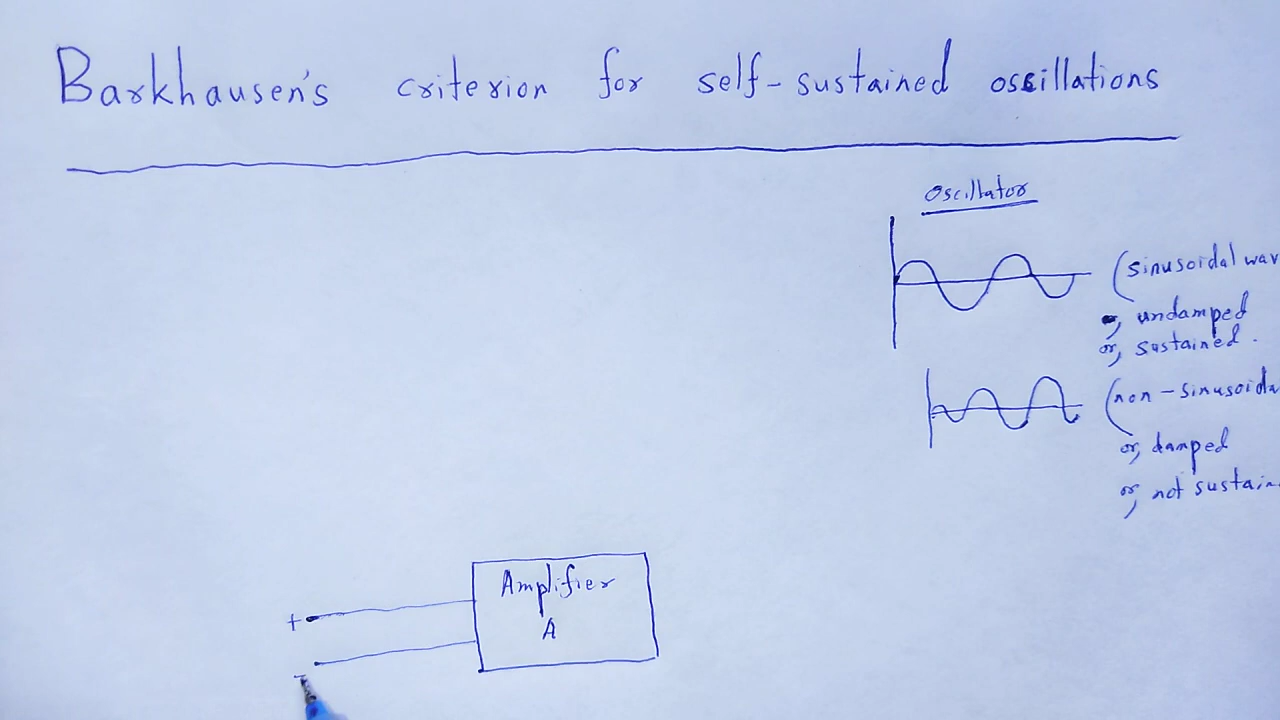 Barkhausen's criterion for self-sustained oscillations
Oscillator
(sinusoidal wav
or, undamped
or, sustained.
(non-sinusoida
or, damped
or, not sustain
Amplifier
A
+
-